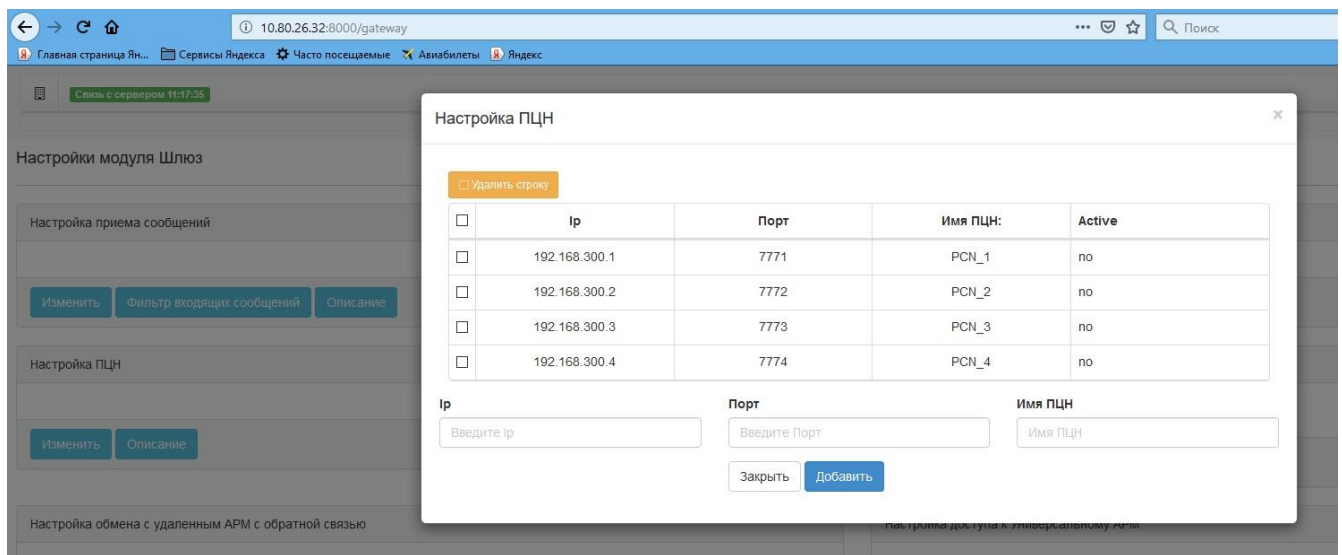 10.80.26.32:8000/gateway
Поиск
Главная страница Ян... Сервисы Яндекса Часто посещаемые Авиабилеты Яндекс
Связь с сервером 11:17:35
Настройки модуля Шлюз
Настройка приема сообщений
Изменить Фильтр входящих сообщений Описание
Настройка ПЦН
Изменить Описание
Настройка обмена с удаленным АРМ с обратной связью
Настройка доступа к Универсальному АРМ
Настройка ПЦН ×
Удалить строку
Ip Порт Имя ПЦН: Active
192.168.300.1 7771 PCN_1 no
192.168.300.2 7772 PCN_2 no
192.168.300.3 7773 PCN_3 no
192.168.300.4 7774 PCN_4 no
Ip Порт Имя ПЦН
Введите Ip Введите Порт Имя ПЦН
Закрыть Добавить